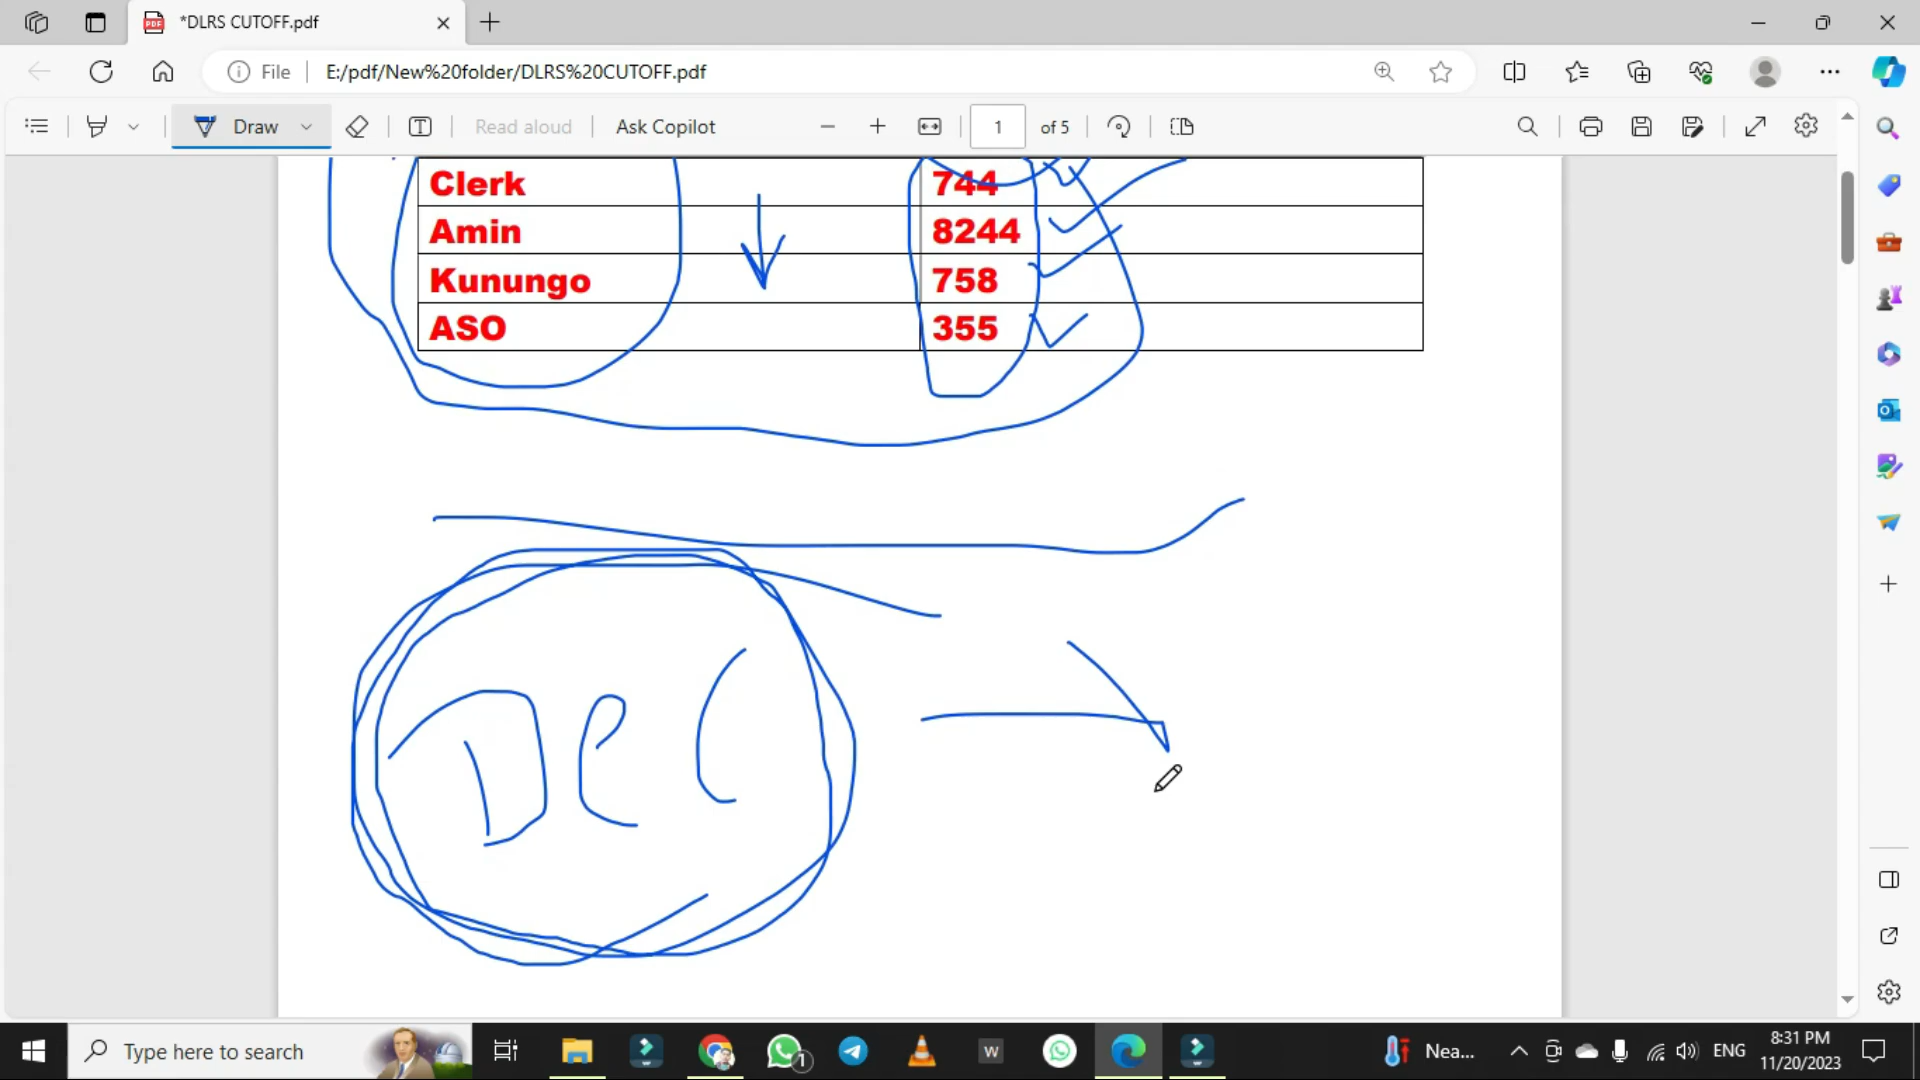 *DLRS CUTOFF.pdf
File E:/pdf/New%20folder/DLRS%20CUTOFF.pdf
Draw Read aloud Ask Copilot 1 of 5
Clerk 744
Amin 8244
Kunungo 758
ASO 355
DEC
Type here to search W 1 Nea... ENG 8:31 PM
11/20/2023